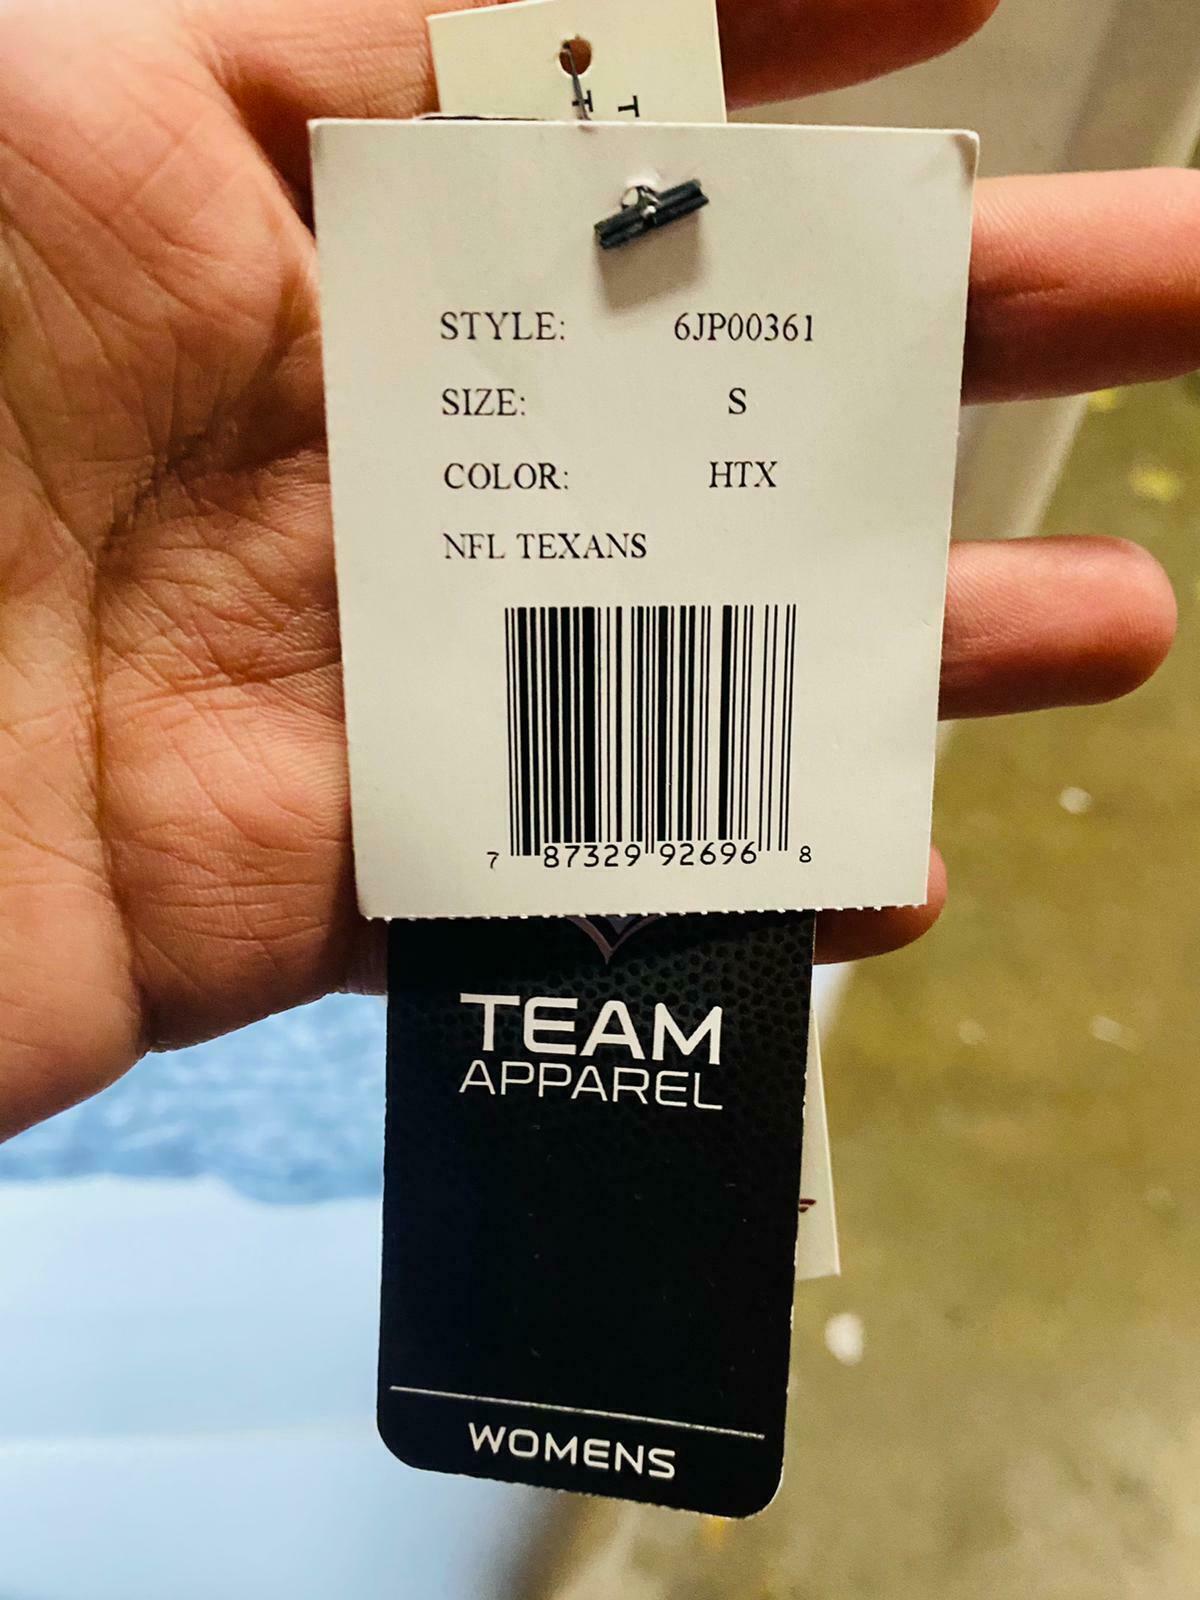 T
T
STYLE: 6JP00361
SIZE: S
COLOR: HTX
NFL TEXANS
7 87329 92696 8
TEAM
APPAREL
WOMENS